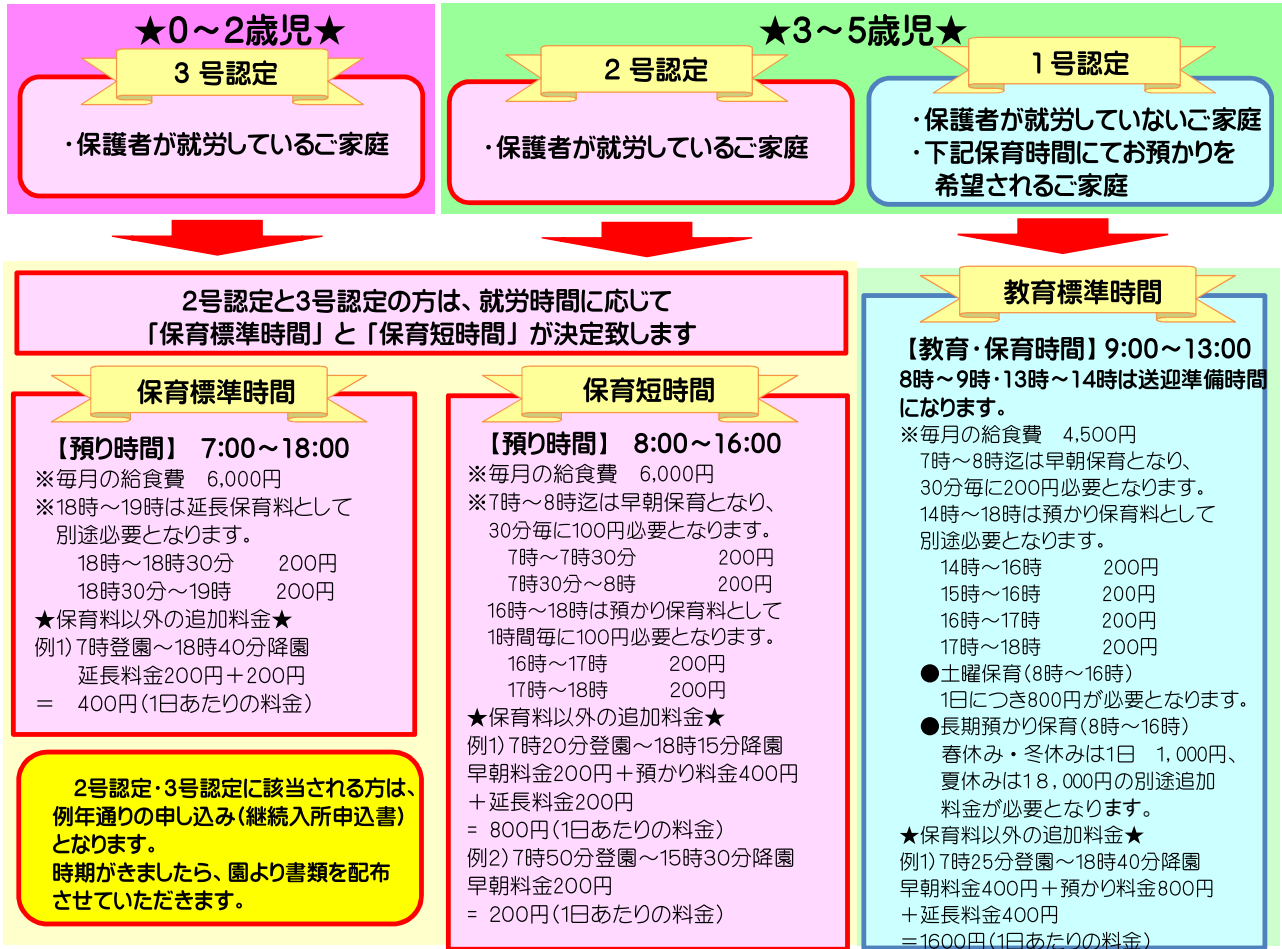 ★0～2歳児★
3 号認定
・保護者が就労しているご家庭
★3～5歳児★
2 号認定
・保護者が就労しているご家庭
1号認定
・保護者が就労していないご家庭
・下記保育時間にてお預かりを
希望されるご家庭
2号認定と3号認定の方は、就労時間に応じて
「保育標準時間」と「保育短時間」が決定致します
保育標準時間
【預り時間】 7:00～18:00
※毎月の給食費 6,000円
※18時～19時は延長保育料として
別途必要となります。
18時～18時30分 200円
18時30分～19時 200円
★保育料以外の追加料金★
例1)7時登園～18時40分降園
延長料金200円＋200円
＝ 400円(1日あたりの料金)
2号認定・3号認定に該当される方は、
例年通りの申し込み(継続入所申込書)
となります。
時期がきましたら、園より書類を配布
させていただきます。
保育短時間
【預り時間】 8:00～16:00
※毎月の給食費 6,000円
※7時～8時迄は早朝保育となり、
30分毎に100円必要となります。
7時～7時30分 200円
7時30分～8時 200円
16時～18時は預かり保育料として
1時間毎に100円必要となります。
16時～17時 200円
17時～18時 200円
★保育料以外の追加料金★
例1)7時20分登園～18時15分降園
早朝料金200円＋預かり料金400円
＋延長料金200円
= 800円(1日あたりの料金)
例2)7時50分登園～15時30分降園
早朝料金200円
= 200円(1日あたりの料金)
教育標準時間
【教育・保育時間】9:00～13:00
8時～9時・13時～14時は送迎準備時間
になります。
※毎月の給食費 4,500円
7時～8時迄は早朝保育となり、
30分毎に200円必要となります。
14時～18時は預かり保育料として
別途必要となります。
14時～16時 200円
15時～16時 200円
16時～17時 200円
17時～18時 200円
●土曜保育(8時～16時)
1日につき800円が必要となります。
●長期預かり保育(8時～16時)
春休み・冬休みは1日 1,000円、
夏休みは１８,０００円の別途追加
料金が必要となります。
★保育料以外の追加料金★
例1)7時25分登園～18時40分降園
早朝料金400円＋預かり料金800円
＋延長料金400円
=1600円(1日あたりの料金)